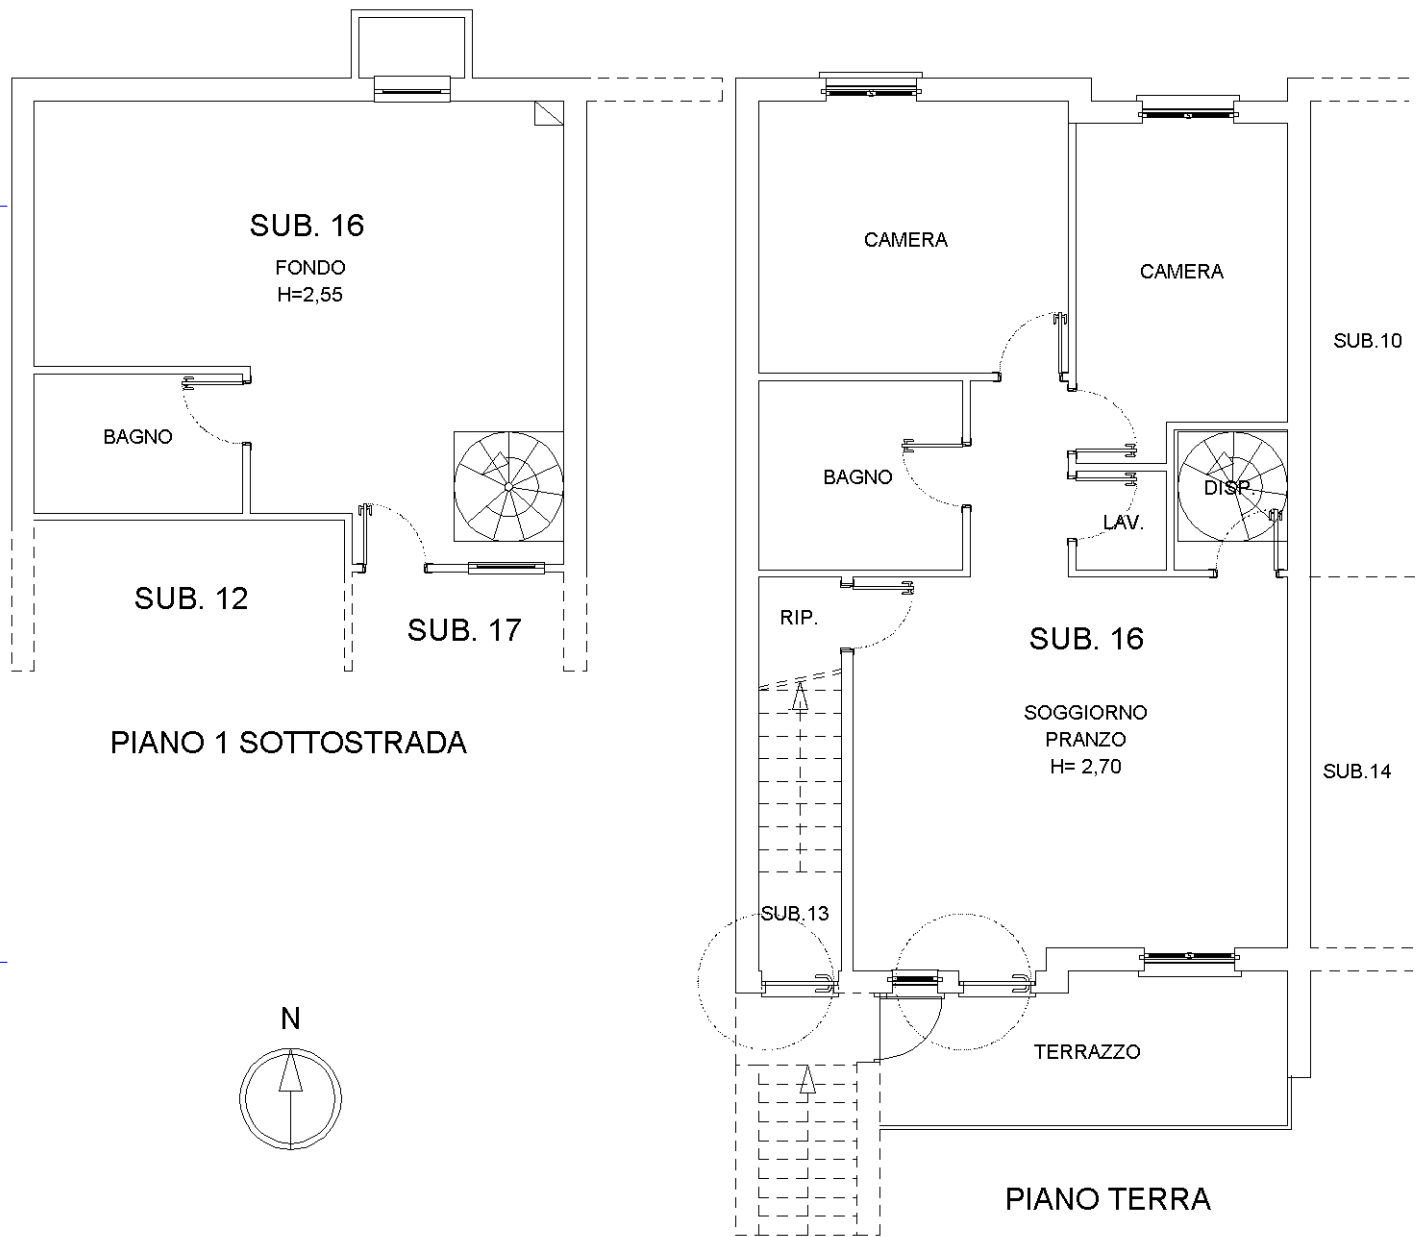 SUB. 16
FONDO
H=2,55
BAGNO
SUB. 12
SUB. 17
PIANO 1 SOTTOSTRADA
N
CAMERA
CAMERA
SUB.10
BAGNO
DISP.
LAV.
RIP.
SUB. 16
SOGGIORNO
PRANZO
H= 2,70
SUB.14
SUB.13
TERRAZZO
PIANO TERRA